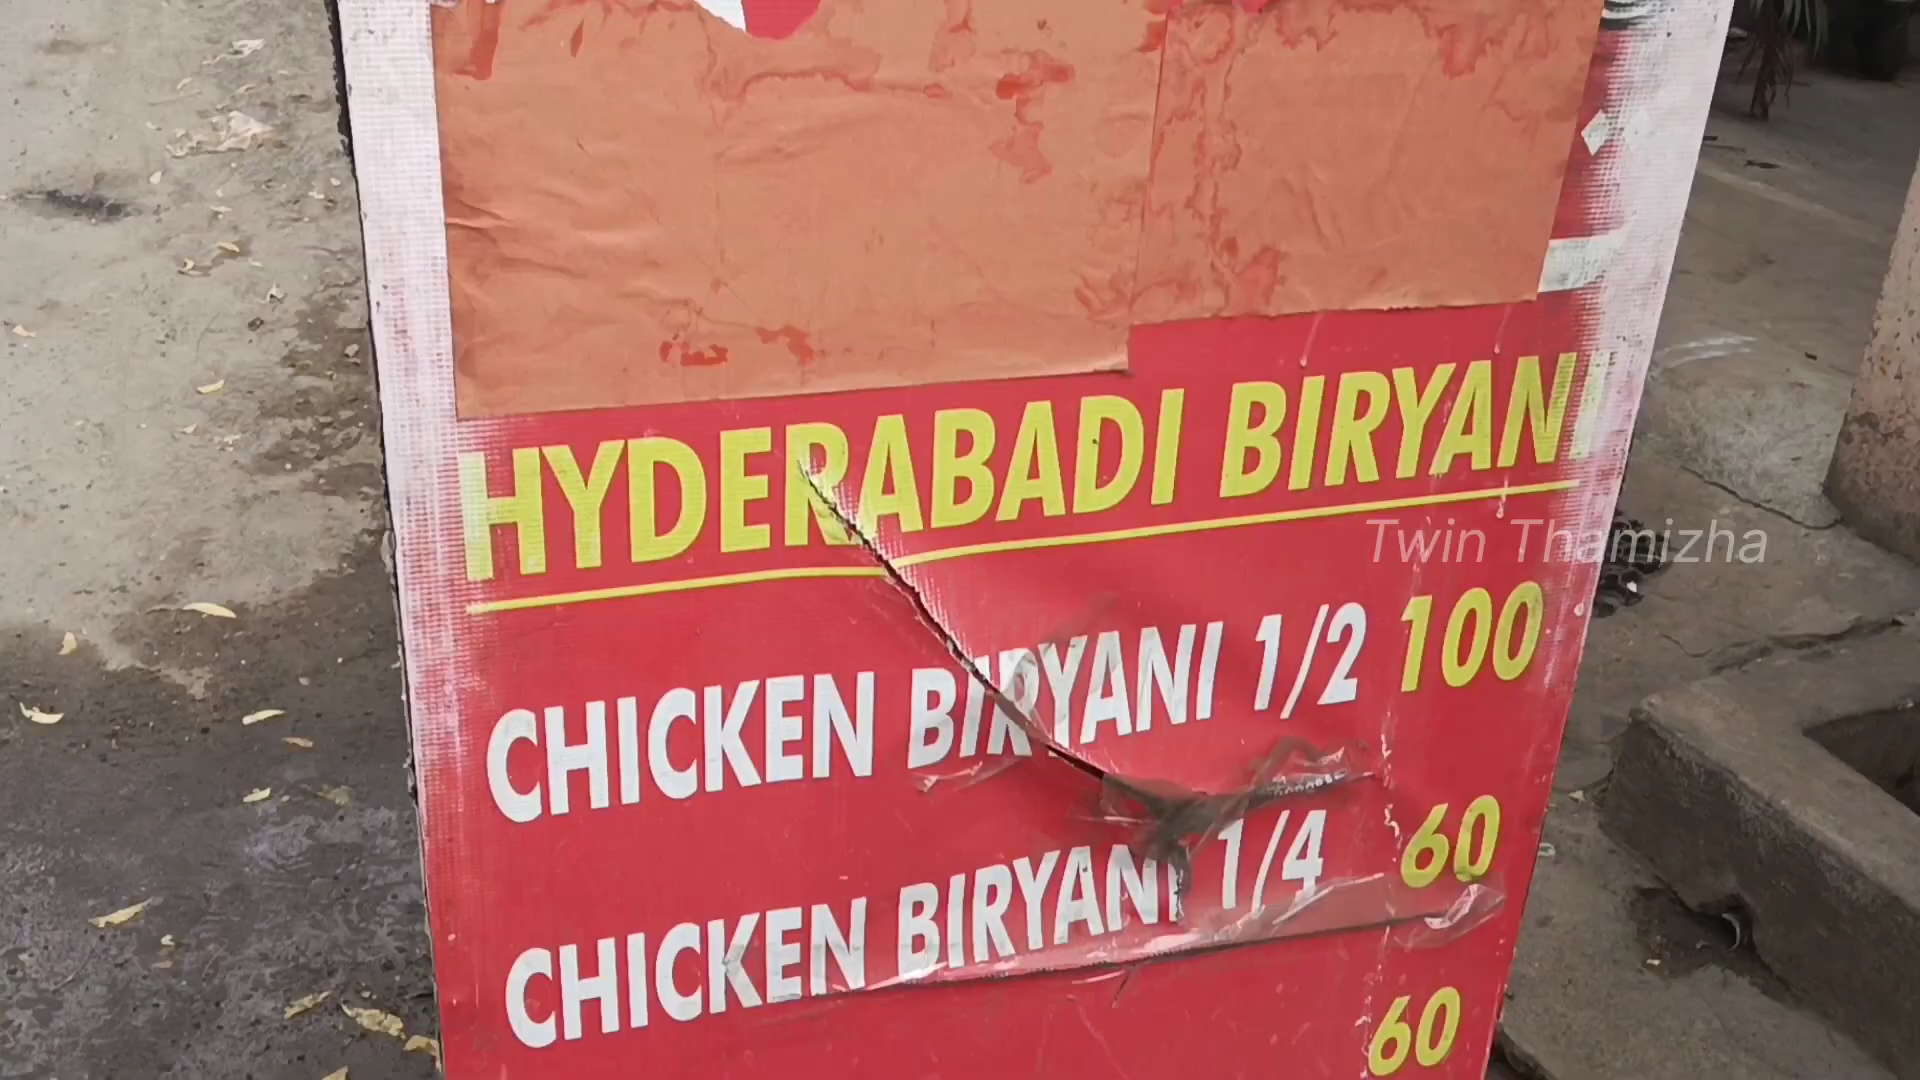 HYDERABADI BIRYANI
Twin Thamizha
CHICKEN BIRYANI 1/2 100
CHICKEN BIRYANI 1/4 60
60